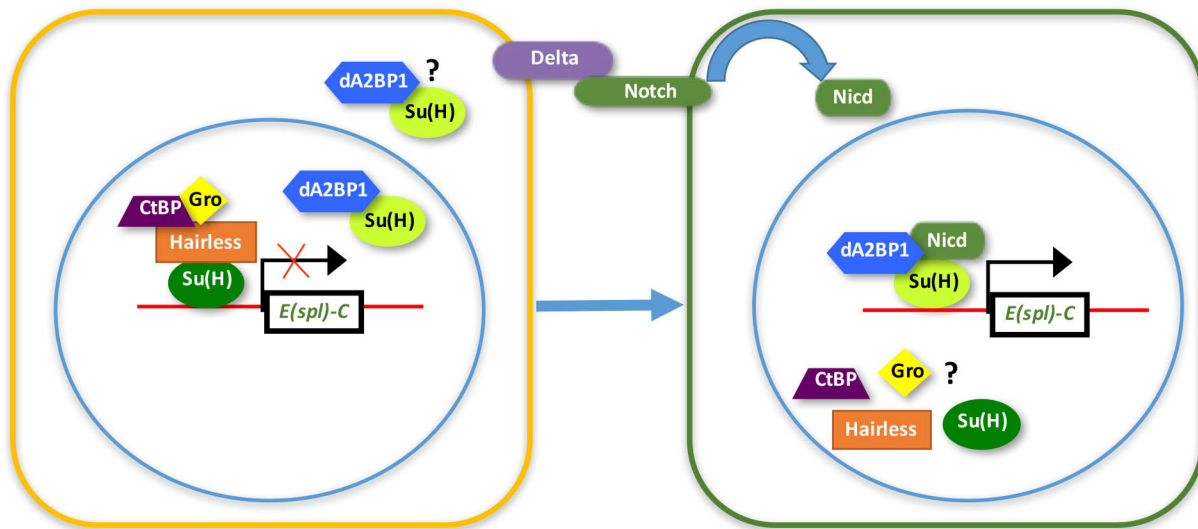 dA2BP1 ?
Su(H)
CtBP
Gro
Hairless
Su(H)
dA2BP1
Su(H)
E(spl)-C
Delta
Notch
Nicd
dA2BP1
Nicd
Su(H)
E(spl)-C
CtBP
Gro
?
Hairless
Su(H)